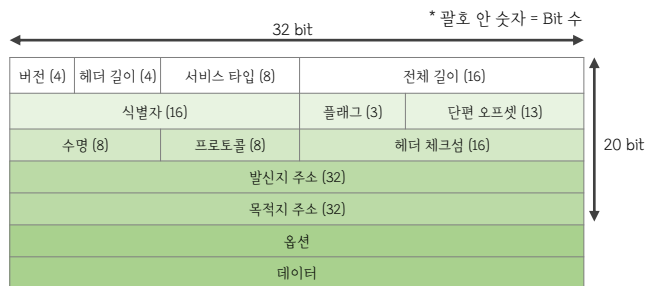 * 괄호 안 숫자 = Bit 수
32 bit
버전 (4) 헤더 길이 (4) 서비스 타입 (8) 전체 길이 (16)
식별자 (16) 플래그 (3) 단편 오프셋 (13)
수명 (8) 프로토콜 (8) 헤더 체크섬 (16)
20 bit
발신지 주소 (32)
목적지 주소 (32)
옵션
데이터